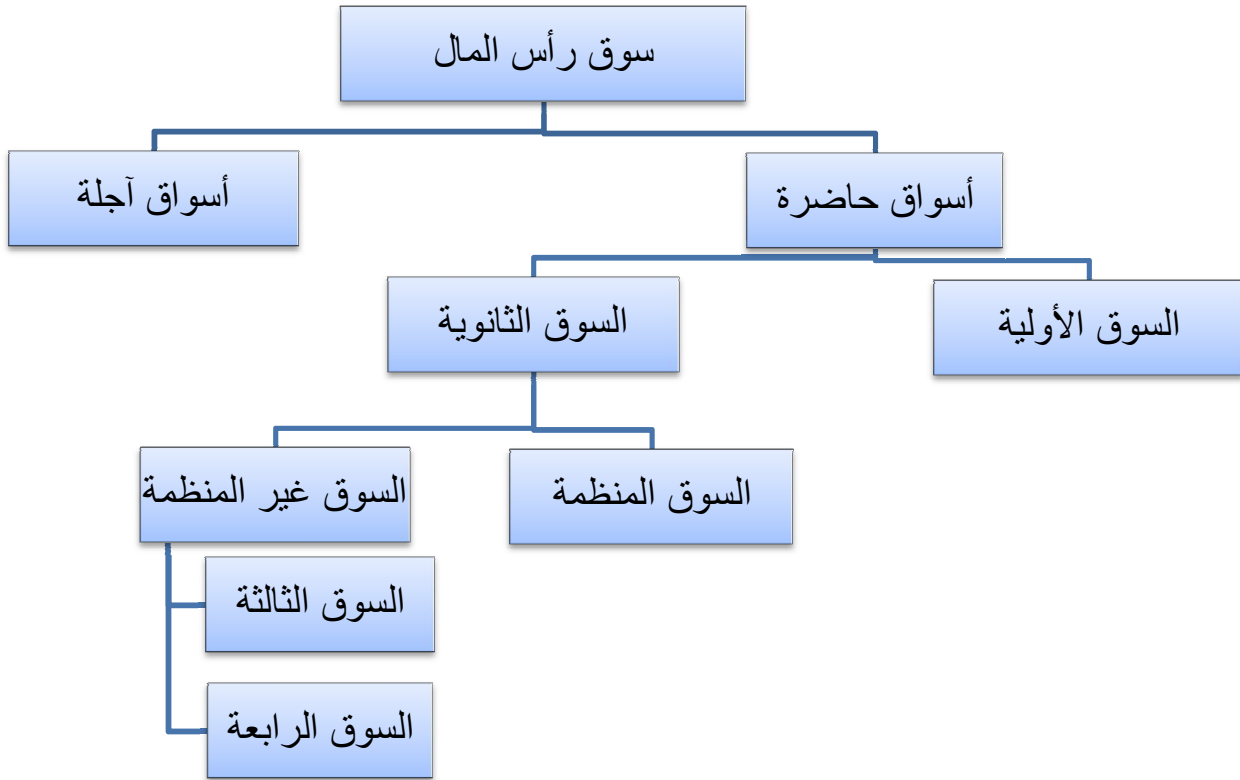 سوق رأس المال
أسواق حاضرة
أسواق آجلة
السوق الأولية
السوق الثانوية
السوق المنظمة
السوق غير المنظمة
السوق الثالثة
السوق الرابعة